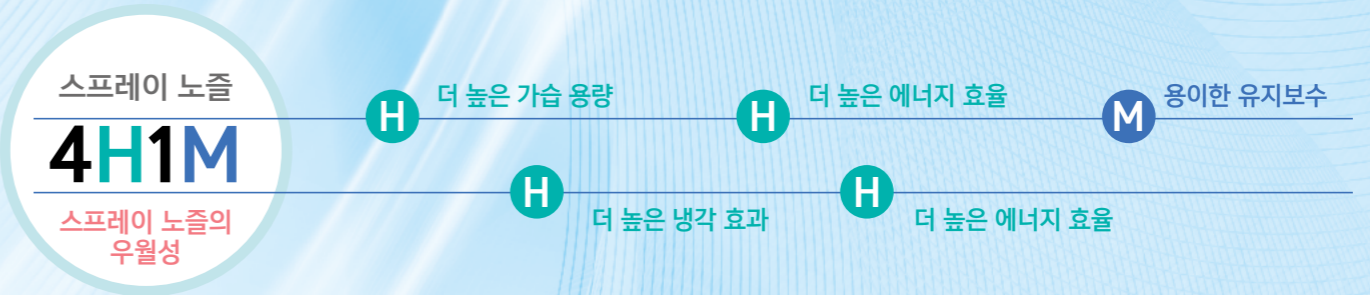 스프레이 노즐
4H1M
스프레이 노즐의
우월성
H 더 높은 가습 용량
H 더 높은 에너지 효율
M 용이한 유지보수
H 더 높은 냉각 효과
H 더 높은 에너지 효율